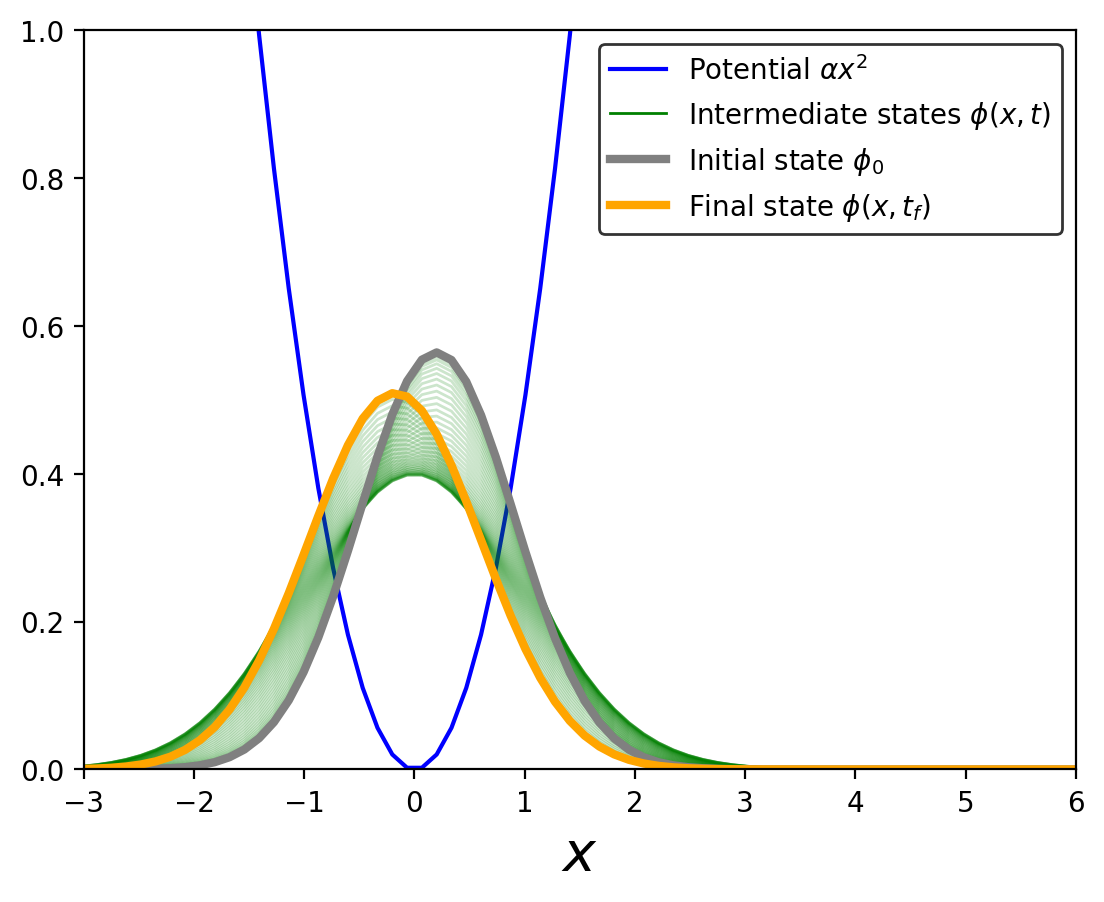 1.0
0.8
0.6
0.4
0.2
0.0
Potential αx²
Intermediate states ϕ(x, t)
Initial state ϕ₀
Final state ϕ(x, t_f)
−3 −2 −1 0 1 2 3 4 5 6
x